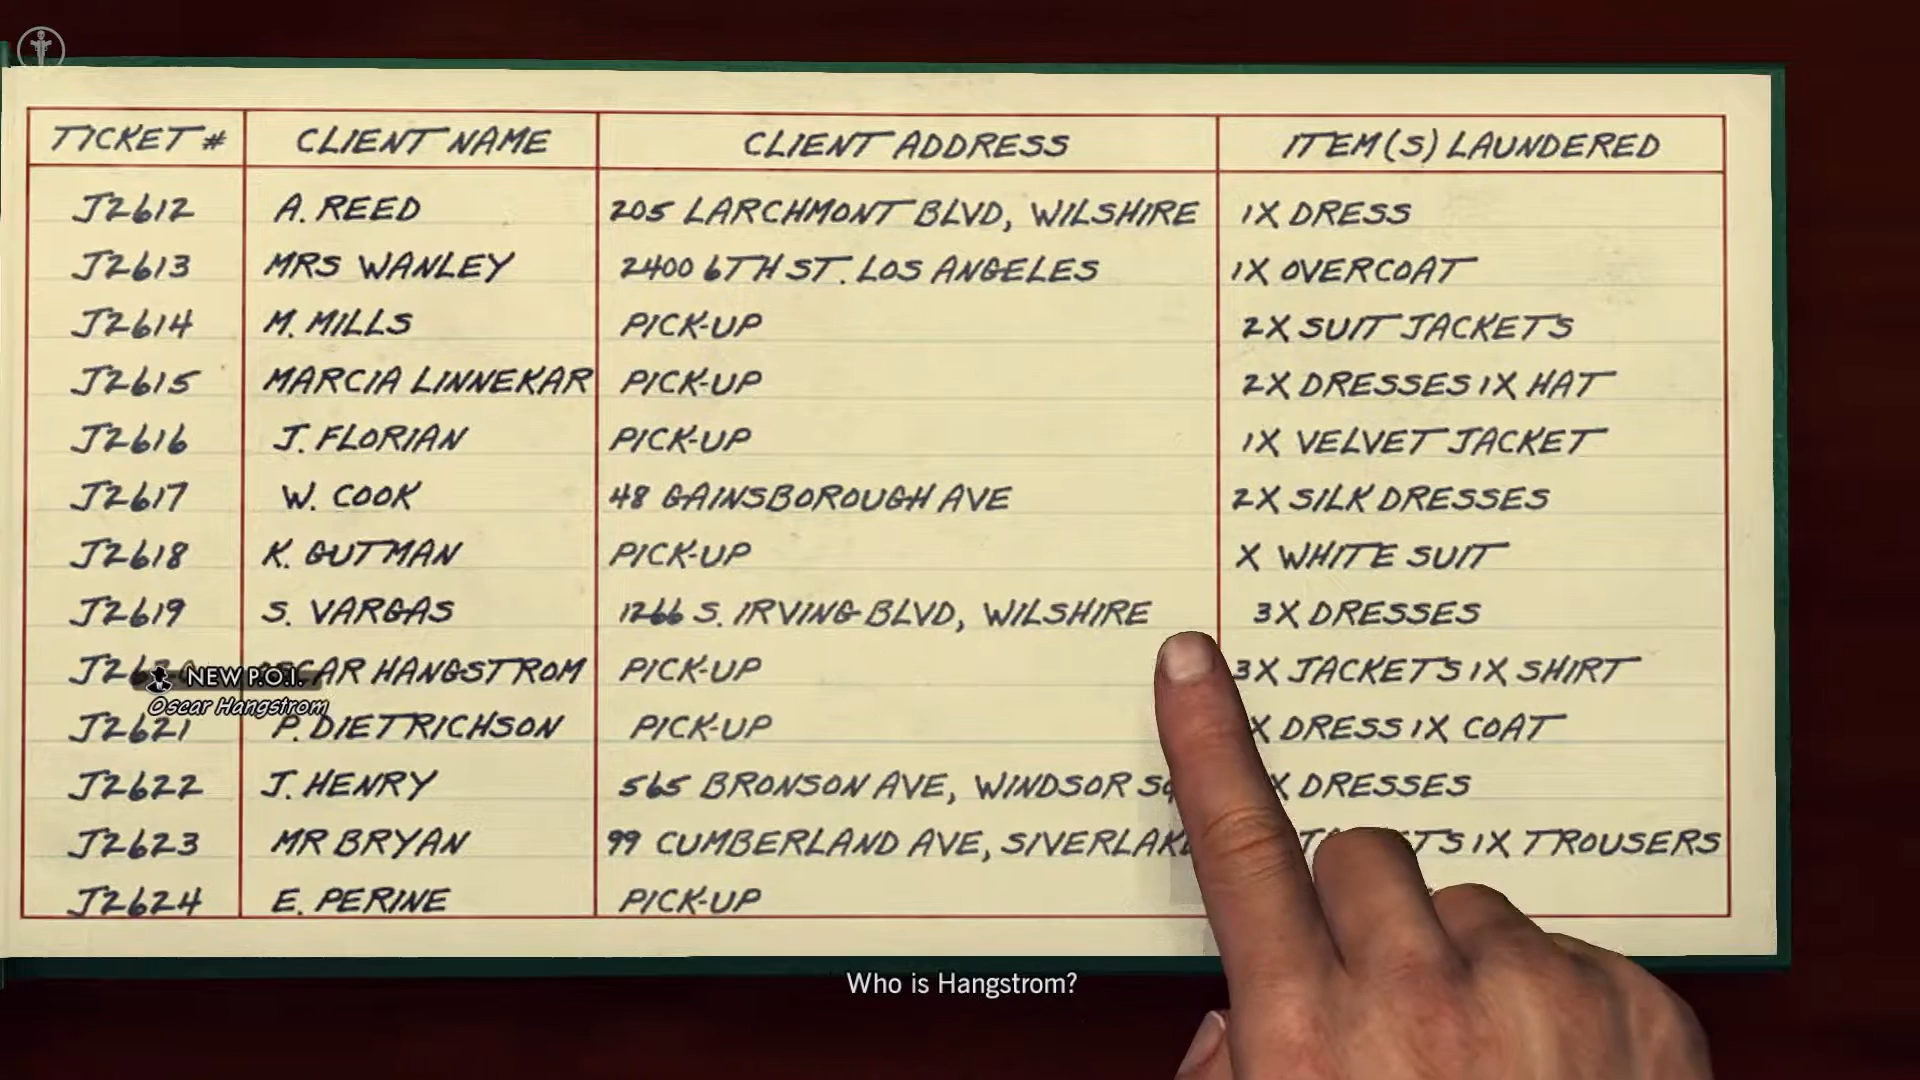 TICKET # CLIENT NAME CLIENT ADDRESS ITEM(S) LAUNDERED
J2612 A. REED 205 LARCHMONT BLVD, WILSHIRE 1X DRESS
J2613 MRS WANLEY 2400 6TH ST. LOS ANGELES 1X OVERCOAT
J2614 M. MILLS PICK-UP 2X SUIT JACKETS
J2615 MARCIA LINNEKAR PICK-UP 2X DRESSES 1X HAT
J2616 J. FLORIAN PICK-UP 1X VELVET JACKET
J2617 W. COOK 48 GAINSBOROUGH AVE 2X SILK DRESSES
J2618 K. GUTMAN PICK-UP X WHITE SUIT
J2619 S. VARGAS 1266 S. IRVING BLVD, WILSHIRE 3X DRESSES
HANGSTROM PICK-UP 3X JACKETS 1X SHIRT
NEW P.O.I.
Oscar Hangstrom
J2621 P. DIETRICHSON PICK-UP X DRESS 1X COAT
J2622 J. HENRY 565 BRONSON AVE, WINDSOR X DRESSES
J2623 MR BRYAN 99 CUMBERLAND AVE, 1X TROUSERS
J2624 E. PERINE PICK-UP
Who is Hangstrom?